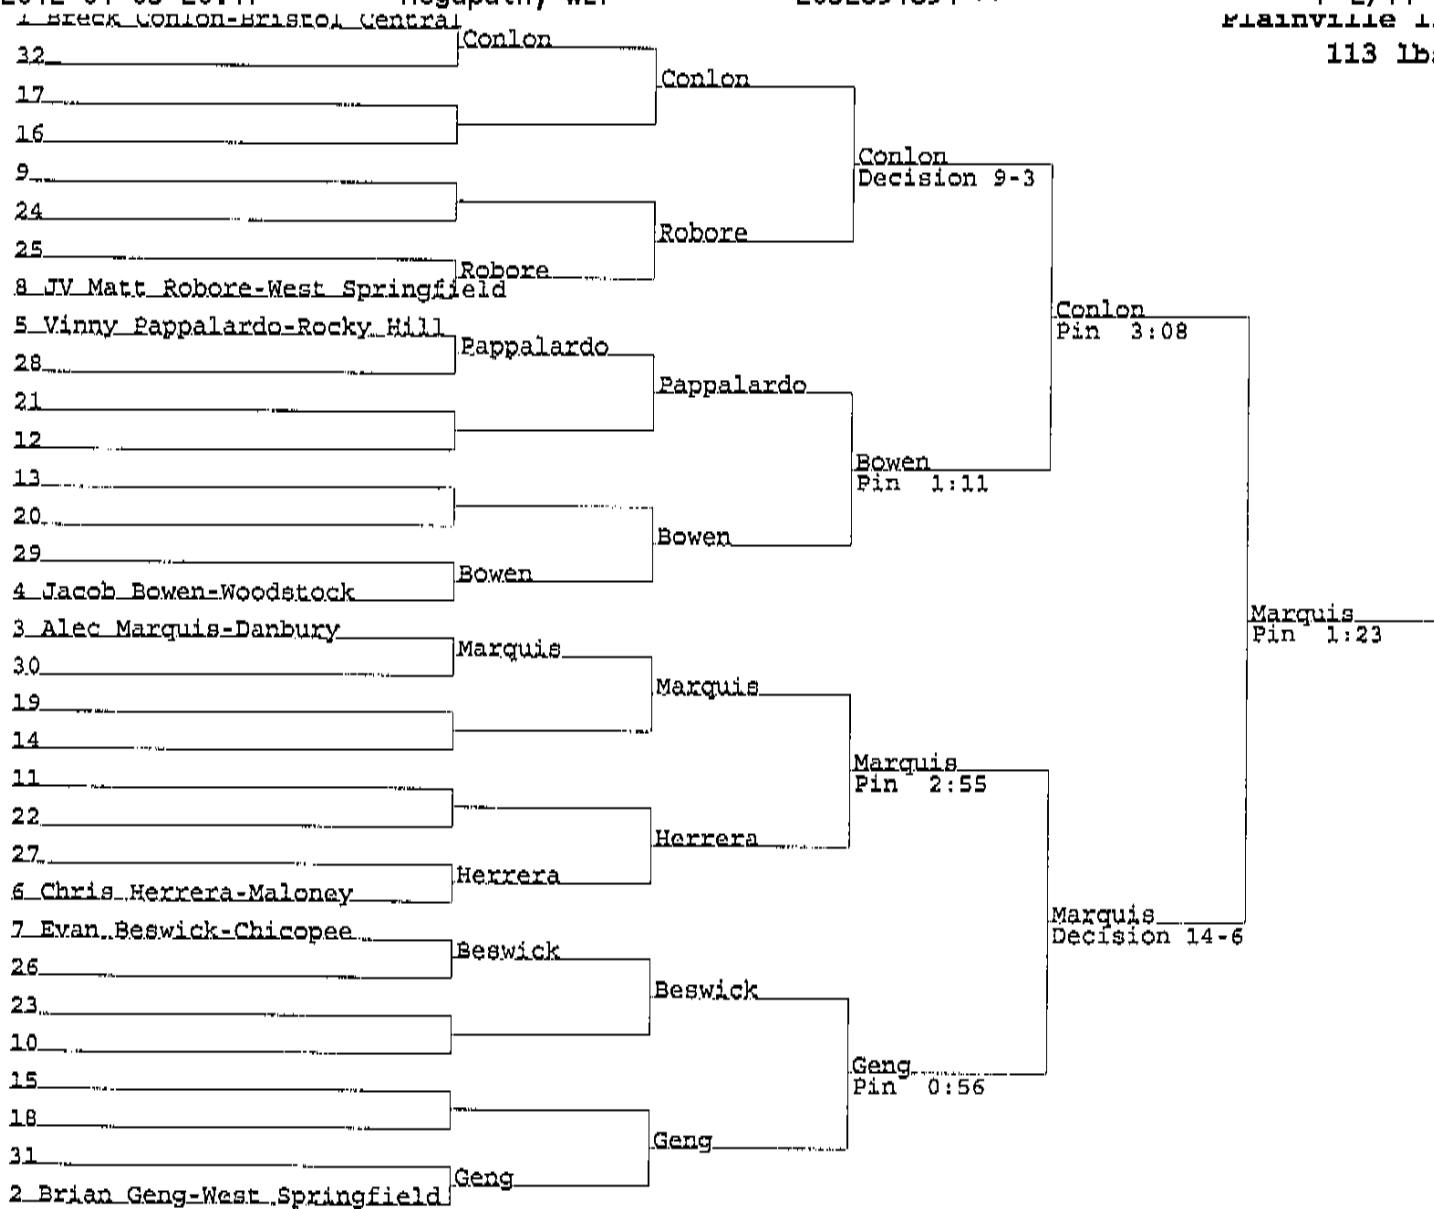 1 Breck Conlon-Bristol Central
Plainville
113 lbs
Conlon
32
Conlon
17
16
Conlon
Decision 9-3
9
24
Robore
25
Robore
8 JV Matt Robore-West Springfield
Conlon
Pin 3:08
5 Vinny Pappalardo-Rocky Hill
Pappalardo
28
Pappalardo
21
12
Bowen
Pin 1:11
13
20
Bowen
29
Bowen
4 Jacob Bowen-Woodstock
Marquis
Pin 1:23
3 Alec Marquis-Danbury
Marquis
30
Marquis
19
14
Marquis
Pin 2:55
11
22
Herrera
27
Herrera
6 Chris Herrera-Maloney
Marquis
Decision 14-6
7 Evan Beswick-Chicopee
Beswick
26
Beswick
23
10
Geng
Pin 0:56
15
18
Geng
31
Geng
2 Brian Geng-West Springfield